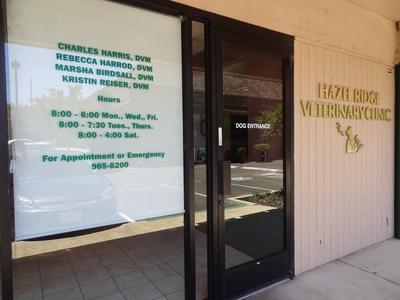 CHARLES HARRIS, DVM
REBECCA HARROD, DVM
MARSHA BIRDSALL, DVM
KRISTIN REISER, DVM
Hours
8:00 - 6:00 Mon., Wed., Fri.
8:00 - 7:30 Tues., Thurs.
8:00 - 4:00 Sat.
For Appointment or Emergency
965-8200
DOG ENTRANCE
HAZEL RIDGE
VETERINARY CLINIC